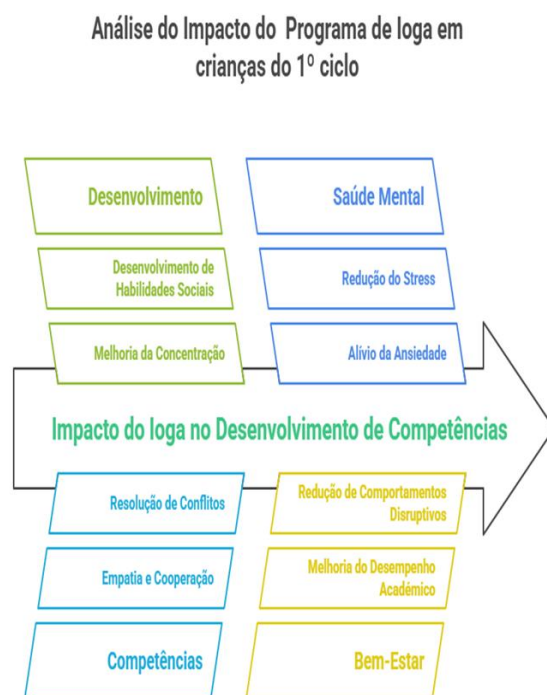 Análise do Impacto do Programa de Ioga em
crianças do 1º ciclo
Desenvolvimento
Saúde Mental
Desenvolvimento de
Habilidades Sociais
Redução do Stress
Melhoria da Concentração
Alívio da Ansiedade
Impacto do Ioga no Desenvolvimento de Competências
Resolução de Conflitos
Redução de Comportamentos
Disruptivos
Empatia e Cooperação
Melhoria do Desempenho
Académico
Competências
Bem-Estar